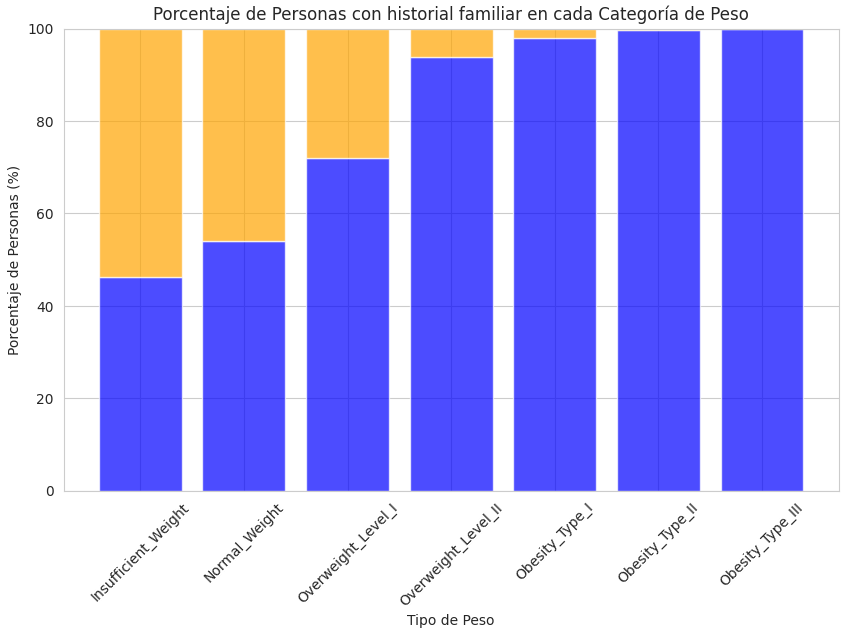 Porcentaje de Personas con historial familiar en cada Categoría de Peso
Porcentaje de Personas (%)
100
80
60
40
20
0
Insufficient_Weight
Normal_Weight
Overweight_Level_I
Overweight_Level_II
Obesity_Type_I
Obesity_Type_II
Obesity_Type_III
Tipo de Peso